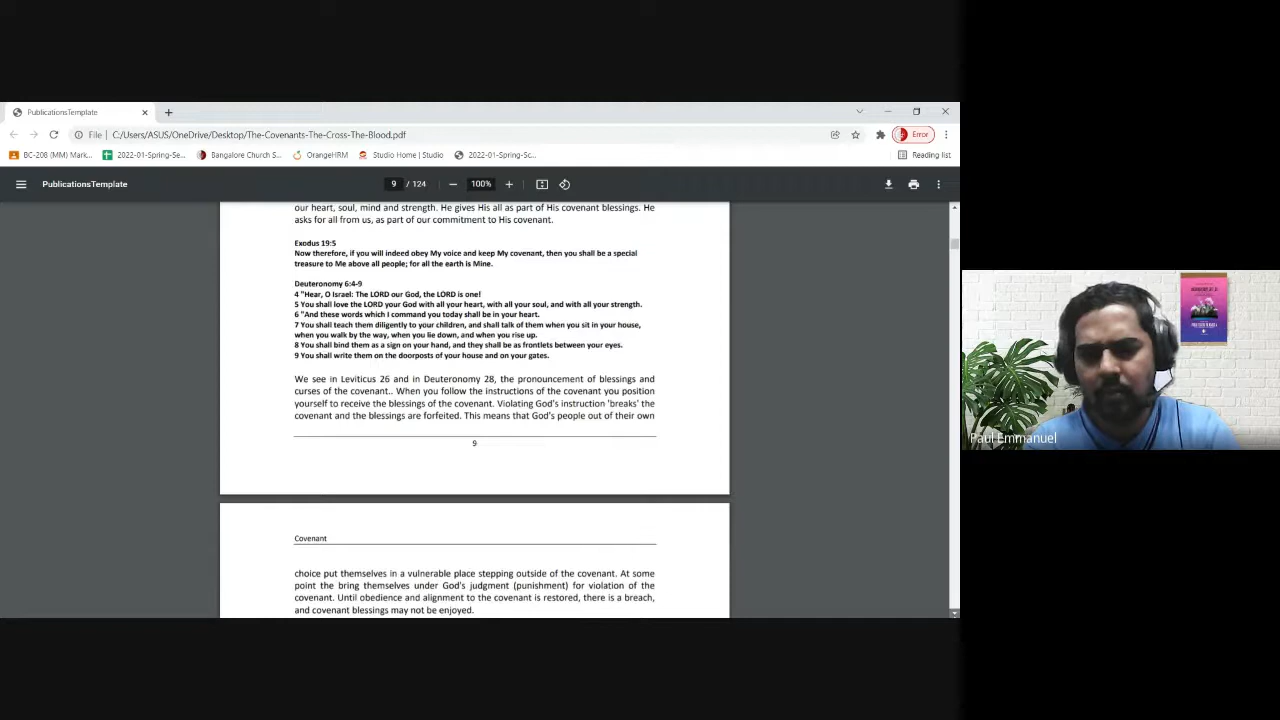 PublicationsTemplate
File
C:/Users/ASUS/OneDrive/Desktop/The-Covenants-The-Cross-The-Blood.pdf
Error
BC-208 (MM) Mark...
2022-01-Spring-Se...
Bangalore Church S...
OrangeHRM
Studio Home | Studio
2022-01-Spring-Sc...
Reading list
PublicationsTemplate
9 / 124
100%
our heart, soul, mind and strength. He gives His all as part of His covenant blessings. He
asks for all from us, as part of our commitment to His covenant.
Exodus 19:5
Now therefore, if you will indeed obey My voice and keep My covenant, then you shall be a special
treasure to Me above all people; for all the earth is Mine.
Deuteronomy 6:4-9
4 "Hear, O Israel: The LORD our God, the LORD is one!
5 You shall love the LORD your God with all your heart, with all your soul, and with all your strength.
6 "And these words which I command you today shall be in your heart.
7 You shall teach them diligently to your children, and shall talk of them when you sit in your house,
when you walk by the way, when you lie down, and when you rise up.
8 You shall bind them as a sign on your hand, and they shall be as frontlets between your eyes.
9 You shall write them on the doorposts of your house and on your gates.
We see in Leviticus 26 and in Deuteronomy 28, the pronouncement of blessings and
curses of the covenant.. When you follow the instructions of the covenant you position
yourself to receive the blessings of the covenant. Violating God's instruction 'breaks' the
covenant and the blessings are forfeited. This means that God's people out of their own
9
Covenant
choice put themselves in a vulnerable place stepping outside of the covenant. At some
point the bring themselves under God's judgment (punishment) for violation of the
covenant. Until obedience and alignment to the covenant is restored, there is a breach,
and covenant blessings may not be enjoyed.
Paul Emmanuel